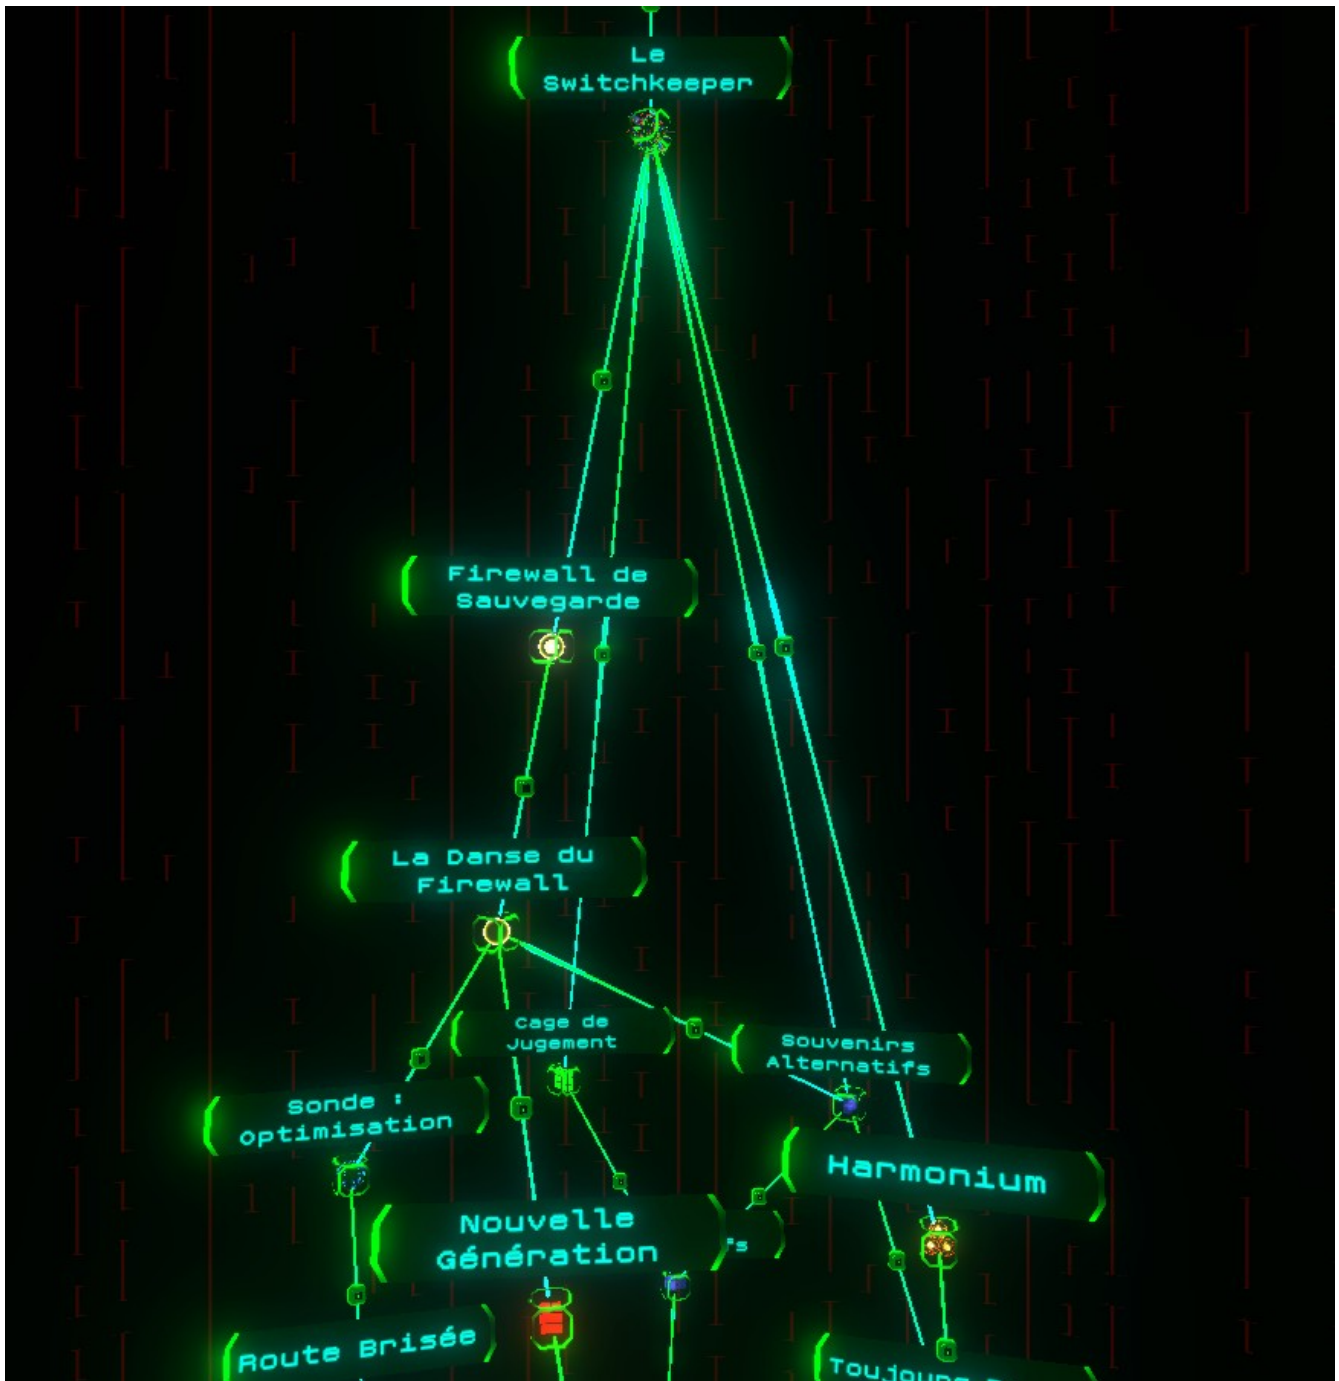 Le
Switchkeeper
Firewall de
Sauvegarde
La Danse du
Firewall
Cage de
Jugement
Souvenirs
Alternatifs
Sonde :
Optimisation
Harmonium
Nouvelle
Génération
Route Brisée
Toujours